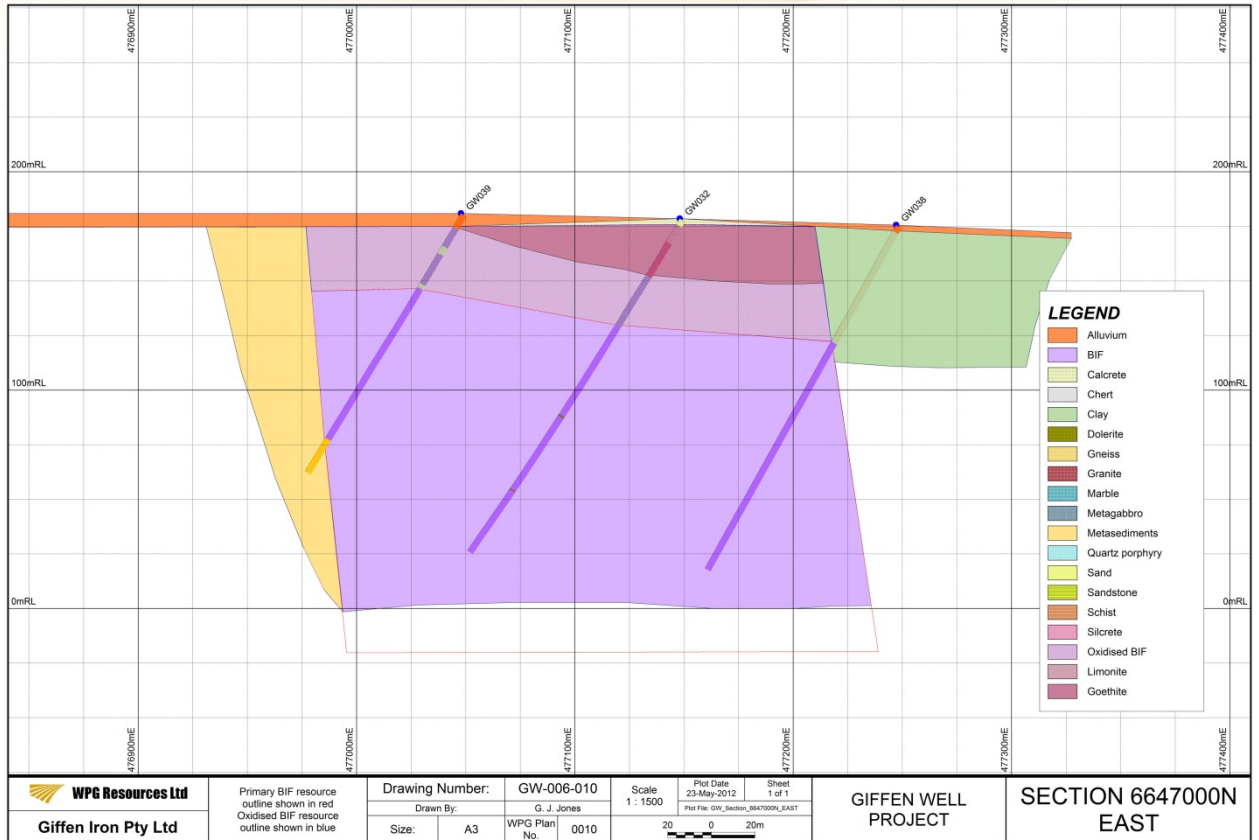 476900mE
477000mE
477100mE
477200mE
477300mE
477400mE
200mRL
200mRL
GW039
GW032
GW038
LEGEND
Alluvium
BIF
Calcrete
Chert
Clay
Dolerite
Gneiss
Granite
Marble
Metagabbro
Metasediments
Quartz porphyry
Sand
Sandstone
Schist
Silcrete
Oxidised BIF
Limonite
Goethite
100mRL
100mRL
0mRL
0mRL
476900mE
477000mE
477100mE
477200mE
477300mE
477400mE
WPG Resources Ltd
Giffen Iron Pty Ltd
Primary BIF resource
outline shown in red
Oxidised BIF resource
outline shown in blue
Drawing Number: GW-006-010
Drawn By: G. J. Jones
Size: A3 WPG Plan No. 0010
Scale
1 : 1500
Plot Date
23-May-2012
Sheet
1 of 1
Plot File: GW_Section_6647000N_EAST
20 0 20m
GIFFEN WELL
PROJECT
SECTION 6647000N
EAST